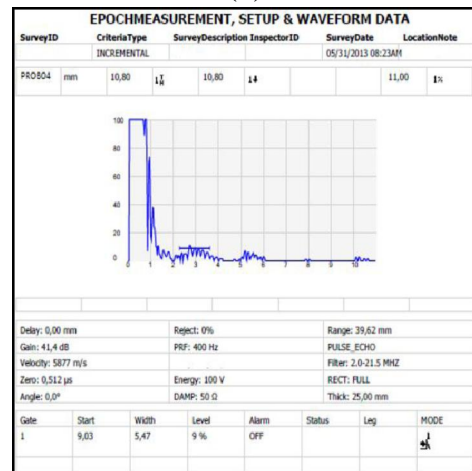 EPOCHMEASUREMENT, SETUP & WAVEFORM DATA
SurveyID CriteriaType SurveyDescription InspectorID SurveyDate LocationNote
INCREMENTAL 05/31/2013 08:23AM
PROB04 mm 10,80 10,80 11,00
100
80
60
40
20
0
0 1 2 3 4 5 6 7 8 9 10
Delay: 0,00 mm Reject: 0% Range: 39,62 mm
Gain: 41,4 dB PRF: 400 Hz PULSE_ECHO
Velocity: 5877 m/s Filter: 2.0-21.5 MHZ
Zero: 0,512 µs Energy: 100 V RECT: FULL
Angle: 0,0° DAMP: 50 Ω Thick: 25,00 mm
Gate Start Width Level Alarm Status Leg MODE
1 9,03 5,47 9 % OFF